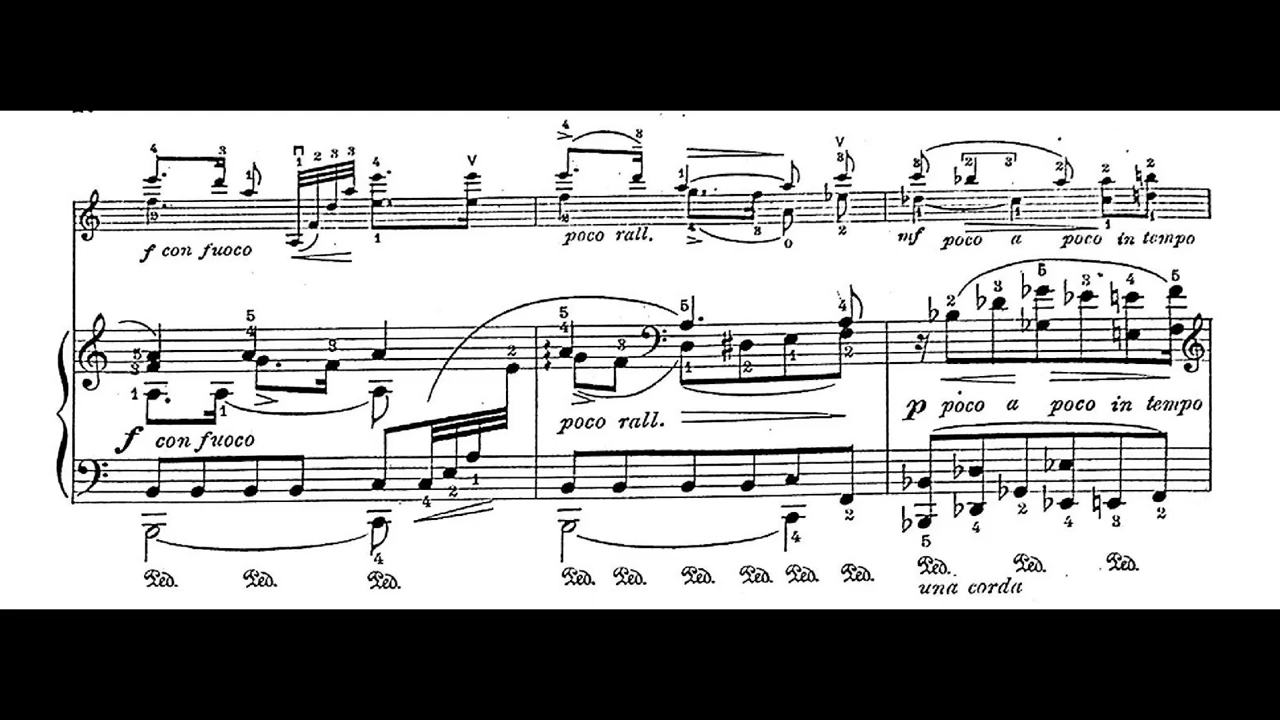 f con fuoco
poco rall.
mf poco a poco in tempo
f con fuoco
poco rall.
p poco a poco in tempo
Ped. Ped. Ped. Ped. Ped. Ped. Ped. Ped. Ped. Ped. Ped. Ped.
una corda